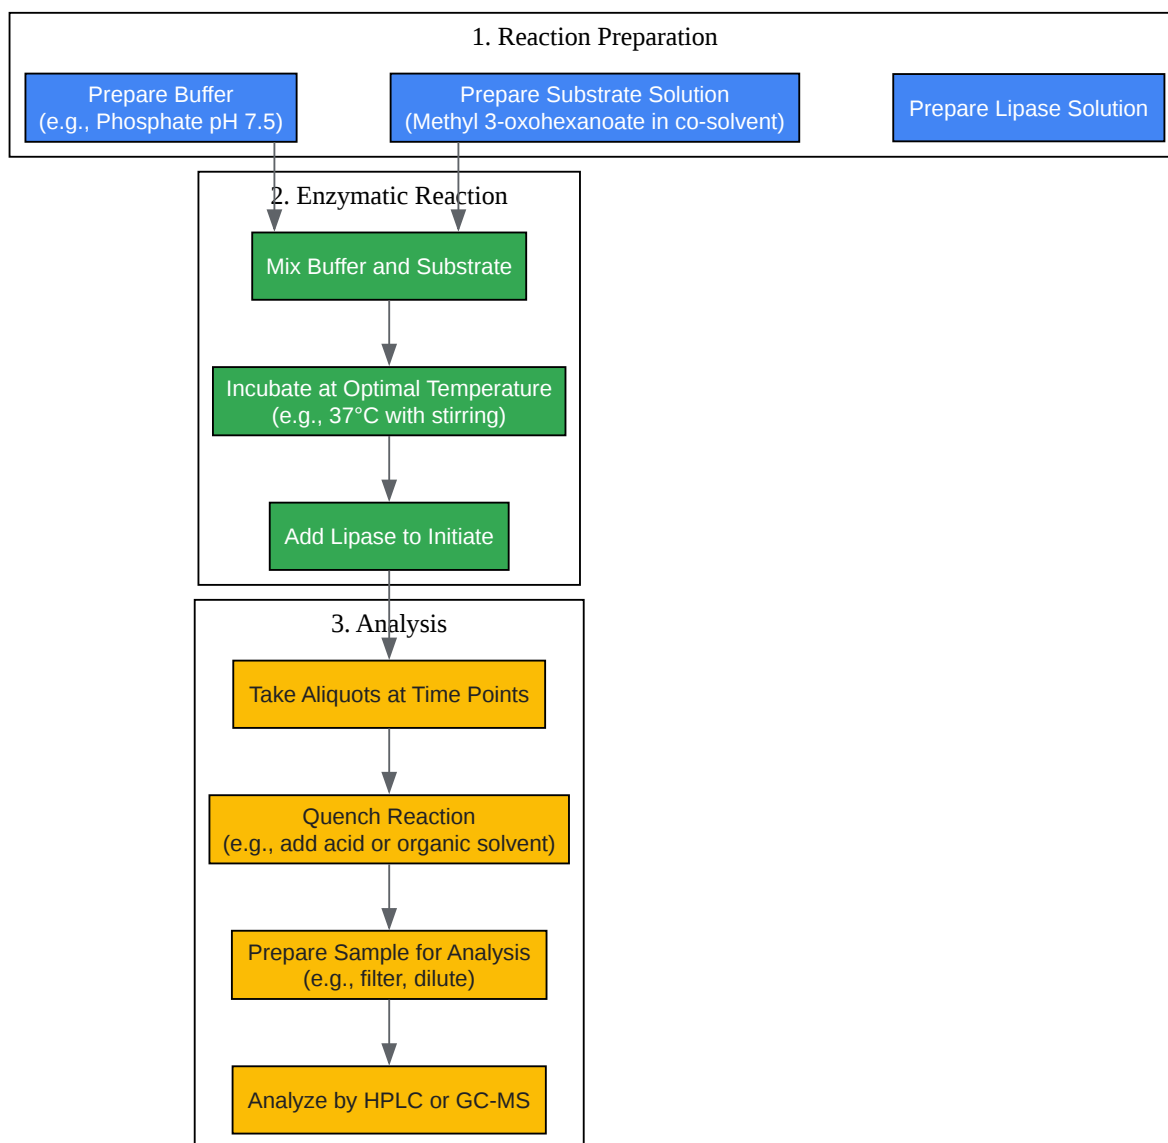 1. Reaction Preparation
Prepare Buffer
(e.g., Phosphate pH 7.5)
Prepare Substrate Solution
(Methyl 3-oxohexanoate in co-solvent)
Prepare Lipase Solution
2. Enzymatic Reaction
Mix Buffer and Substrate
Incubate at Optimal Temperature
(e.g., 37°C with stirring)
Add Lipase to Initiate
3. Analysis
Take Aliquots at Time Points
Quench Reaction
(e.g., add acid or organic solvent)
Prepare Sample for Analysis
(e.g., filter, dilute)
Analyze by HPLC or GC-MS